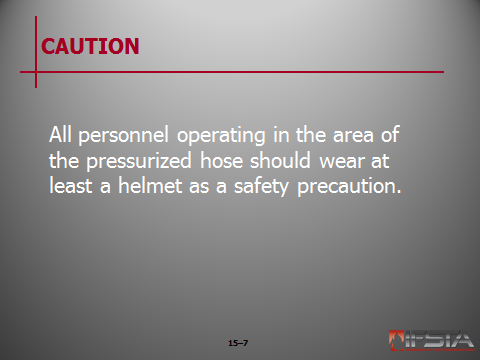 CAUTION
All personnel operating in the area of
the pressurized hose should wear at
least a helmet as a safety precaution.
15–7
IFSTA